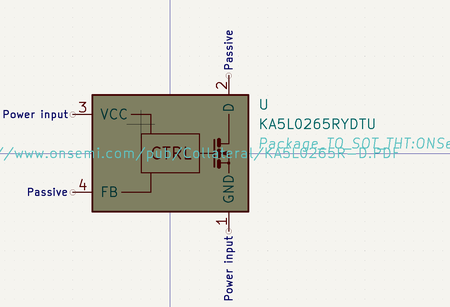 Passive
2
D
U
KA5L0265RYDTU
Package_TO_SOT_THT:ONSe
Power input
3
VCC
CTRL
//www.onsemi.com/pub/Collateral/KA5L0265R-D.PDF
Passive
4
FB
GND
1
Power input